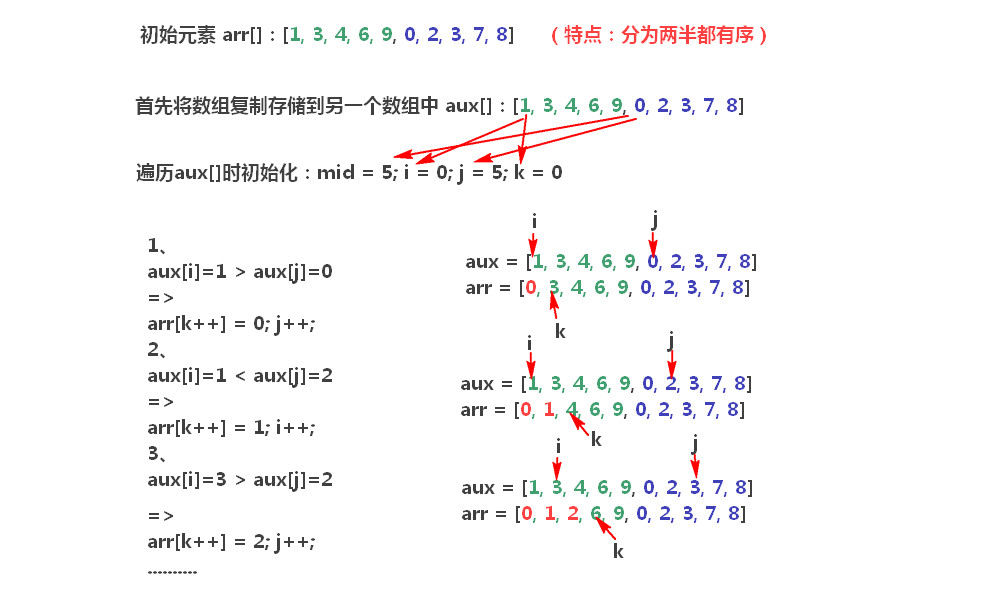 初始元素 arr[] : [1, 3, 4, 6, 9, 0, 2, 3, 7, 8] （ 特点 : 分为两半都有序 ）
首先将数组复制存储到另一个数组中 aux[] : [1, 3, 4, 6, 9, 0, 2, 3, 7, 8]
遍历aux[]时初始化 : mid = 5; i = 0; j = 5; k = 0
1、
aux[i]=1 > aux[j]=0
=>
arr[k++] = 0; j++;
2、
aux[i]=1 < aux[j]=2
=>
arr[k++] = 1; i++;
3、
aux[i]=3 > aux[j]=2
=>
arr[k++] = 2; j++;
..........
i j
aux = [1, 3, 4, 6, 9, 0, 2, 3, 7, 8]
arr = [0, 3, 4, 6, 9, 0, 2, 3, 7, 8]
k
i j
aux = [1, 3, 4, 6, 9, 0, 2, 3, 7, 8]
arr = [0, 1, 4, 6, 9, 0, 2, 3, 7, 8]
k
i j
aux = [1, 3, 4, 6, 9, 0, 2, 3, 7, 8]
arr = [0, 1, 2, 6, 9, 0, 2, 3, 7, 8]
k